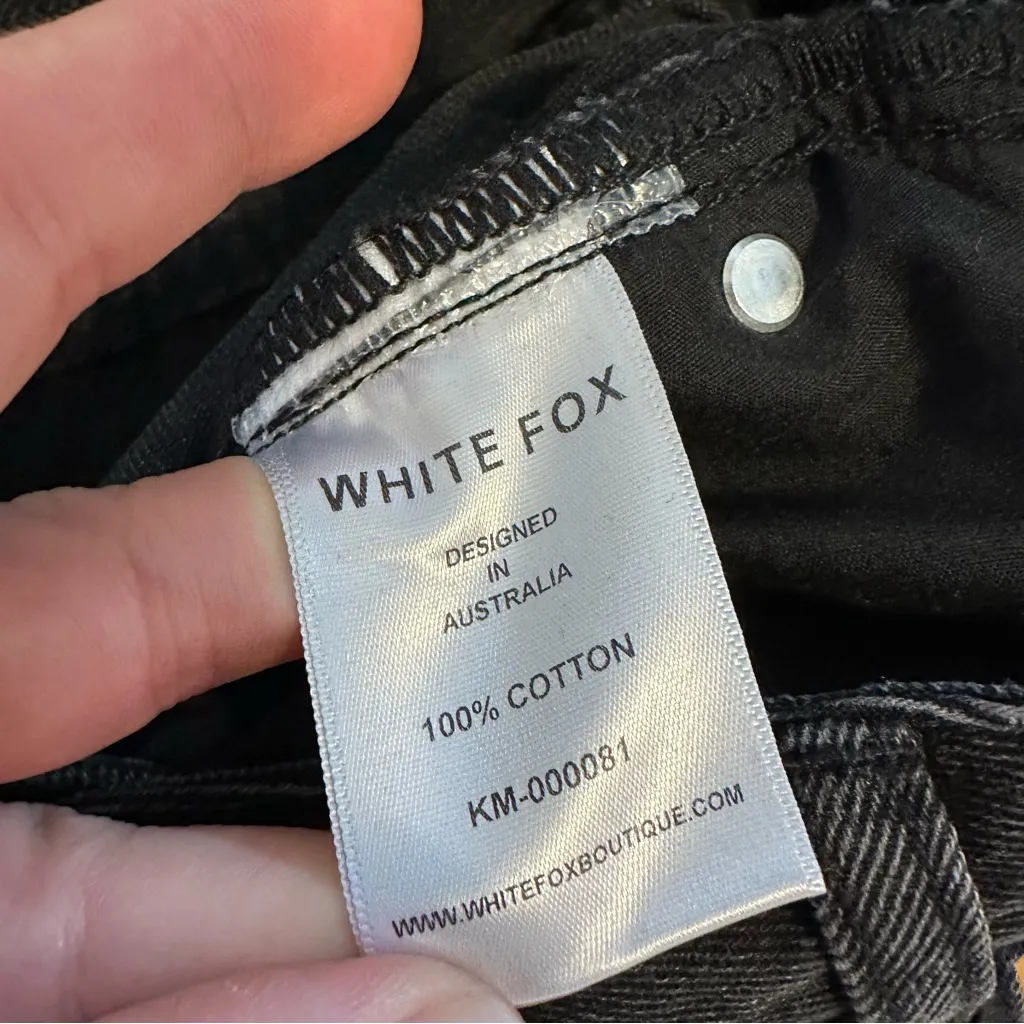 WHITE FOX
DESIGNED
IN
AUSTRALIA
100% COTTON
KM-000081
WWW.WHITEFOXBOUTIQUE.COM